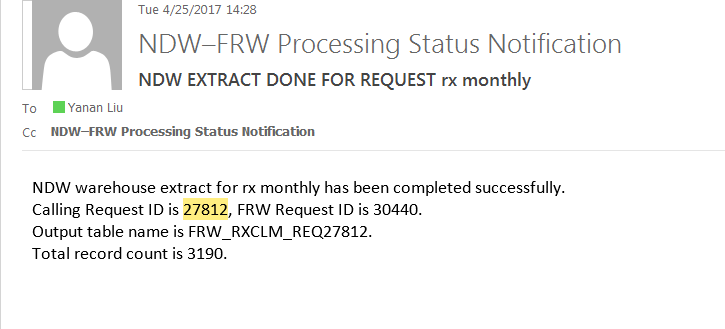 Tue 4/25/2017 14:28
NDW–FRW Processing Status Notification
NDW EXTRACT DONE FOR REQUEST rx monthly
To Yanan Liu
Cc NDW–FRW Processing Status Notification
NDW warehouse extract for rx monthly has been completed successfully.
Calling Request ID is 27812, FRW Request ID is 30440.
Output table name is FRW_RXCLM_REQ27812.
Total record count is 3190.